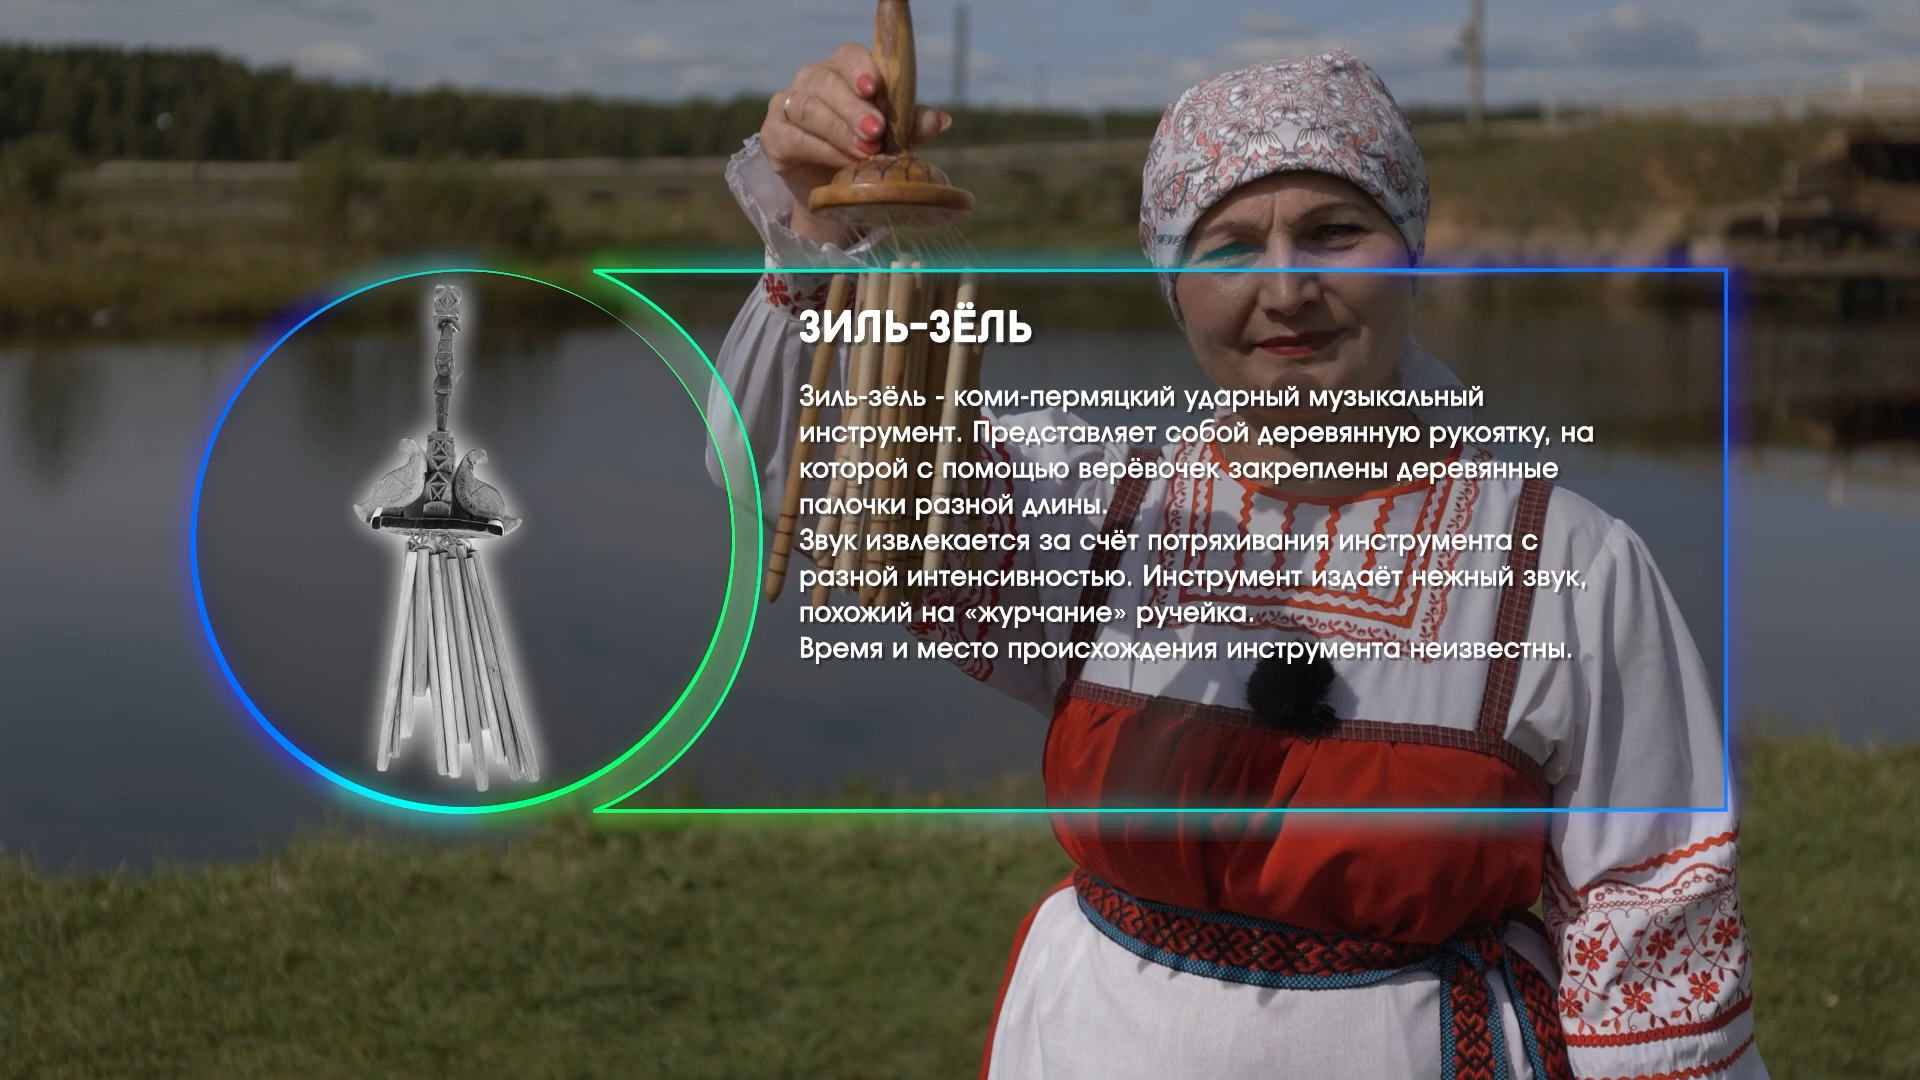 ЗИЛЬ-ЗЁЛЬ
Зиль-зёль - коми-пермяцкий ударный музыкальный
инструмент. Представляет собой деревянную рукоятку, на
которой с помощью верёвочек закреплены деревянные
палочки разной длины.
Звук извлекается за счёт потряхивания инструмента с
разной интенсивностью. Инструмент издаёт нежный звук,
похожий на «журчание» ручейка.
Время и место происхождения инструмента неизвестны.